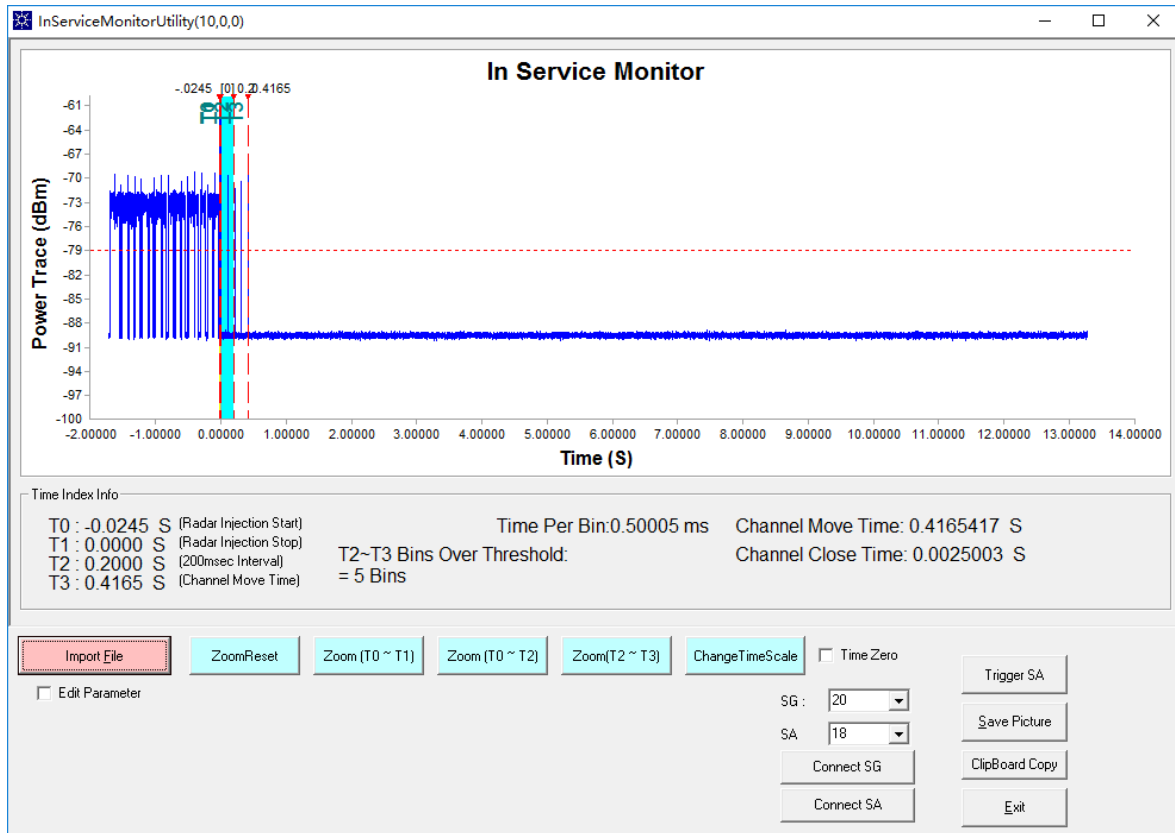 InServiceMonitorUtility(10,0,0)
In Service Monitor
-.0245 [0] 0.2 0.4165
T0 T3
Power Trace (dBm)
-61
-64
-67
-70
-73
-76
-79
-82
-85
-88
-91
-94
-97
-100
-2.00000 -1.00000 0.00000 1.00000 2.00000 3.00000 4.00000 5.00000 6.00000 7.00000 8.00000 9.00000 10.00000 11.00000 12.00000 13.00000 14.00000
Time (S)
Time Index Info
T0 : -0.0245 S (Radar Injection Start)
T1 : 0.0000 S (Radar Injection Stop)
T2 : 0.2000 S (200msec Interval)
T3 : 0.4165 S (Channel Move Time)
Time Per Bin:0.50005 ms
T2~T3 Bins Over Threshold:
= 5 Bins
Channel Move Time: 0.4165417 S
Channel Close Time: 0.0025003 S
Import File ZoomReset Zoom (T0 ~ T1) Zoom (T0 ~ T2) Zoom(T2 ~ T3) ChangeTimeScale Time Zero
Edit Parameter
SG : 20
SA 18
Connect SG
Connect SA
Trigger SA
Save Picture
ClipBoard Copy
Exit